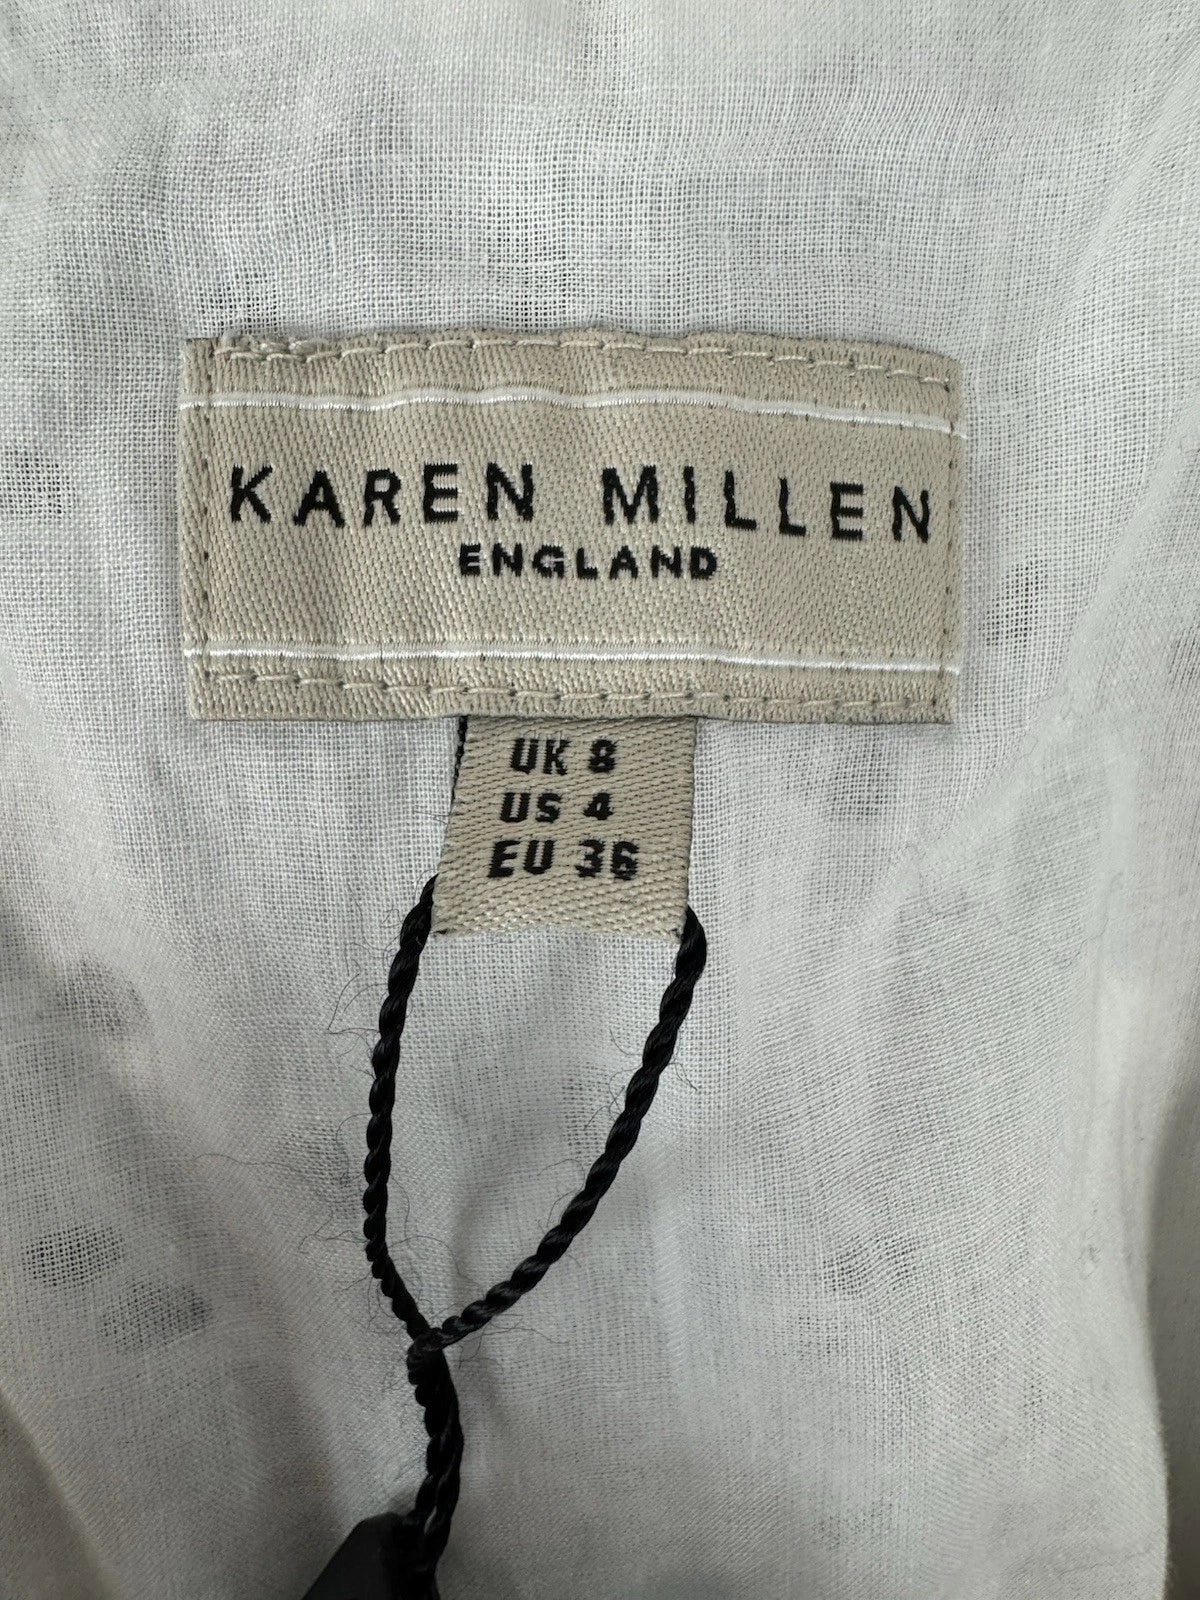 KAREN MILLEN
ENGLAND
UK 8
US 4
EU 36